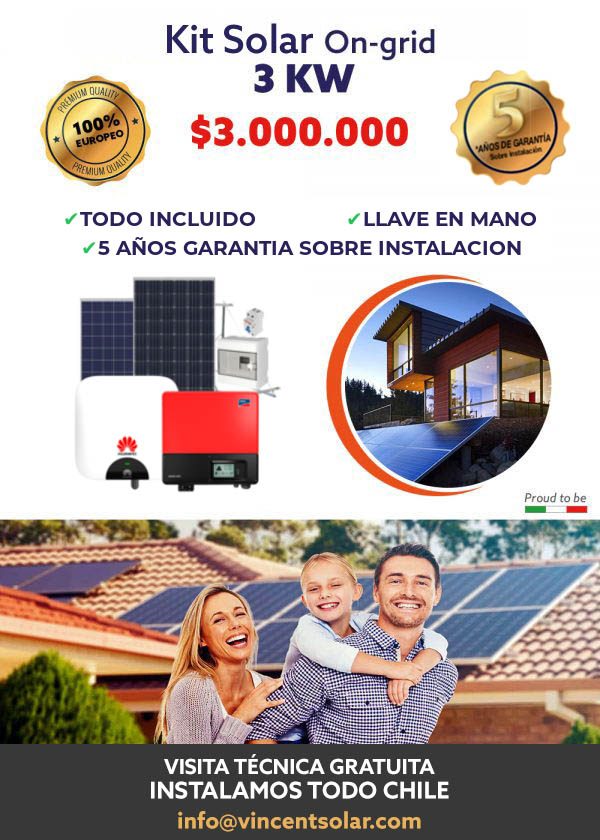 Kit Solar On-grid
3 KW
$3.000.000
PREMIUM QUALITY
100%
EUROPEO
PREMIUM QUALITY
5
*AÑOS DE GARANTÍA
Sobre Instalación
✔TODO INCLUIDO
✔LLAVE EN MANO
✔5 AÑOS GARANTIA SOBRE INSTALACION
HUAWEI
Proud to be
VISITA TÉCNICA GRATUITA
INSTALAMOS TODO CHILE
info@vincentsolar.com